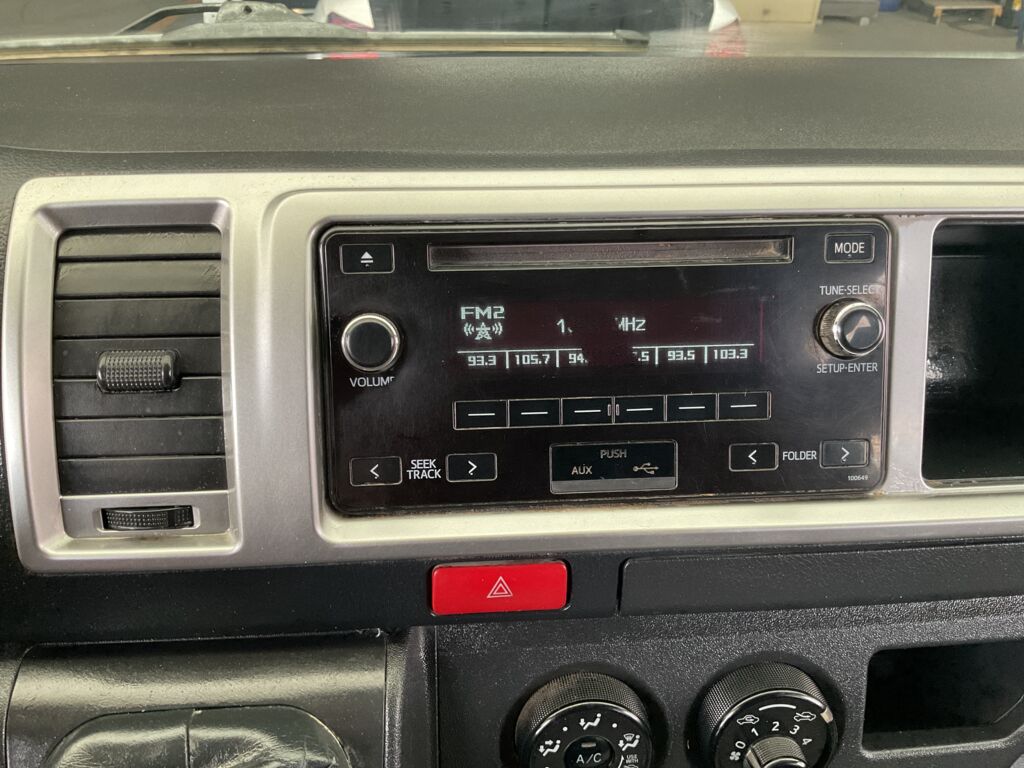 MODE
TUNE·SELECT
FM2
MHz
93.3 105.7 93.5 103.3
VOLUME
SETUP·ENTER
PUSH
AUX
< SEEK TRACK >
< FOLDER >
100649
A/C
0 1 2 3 4